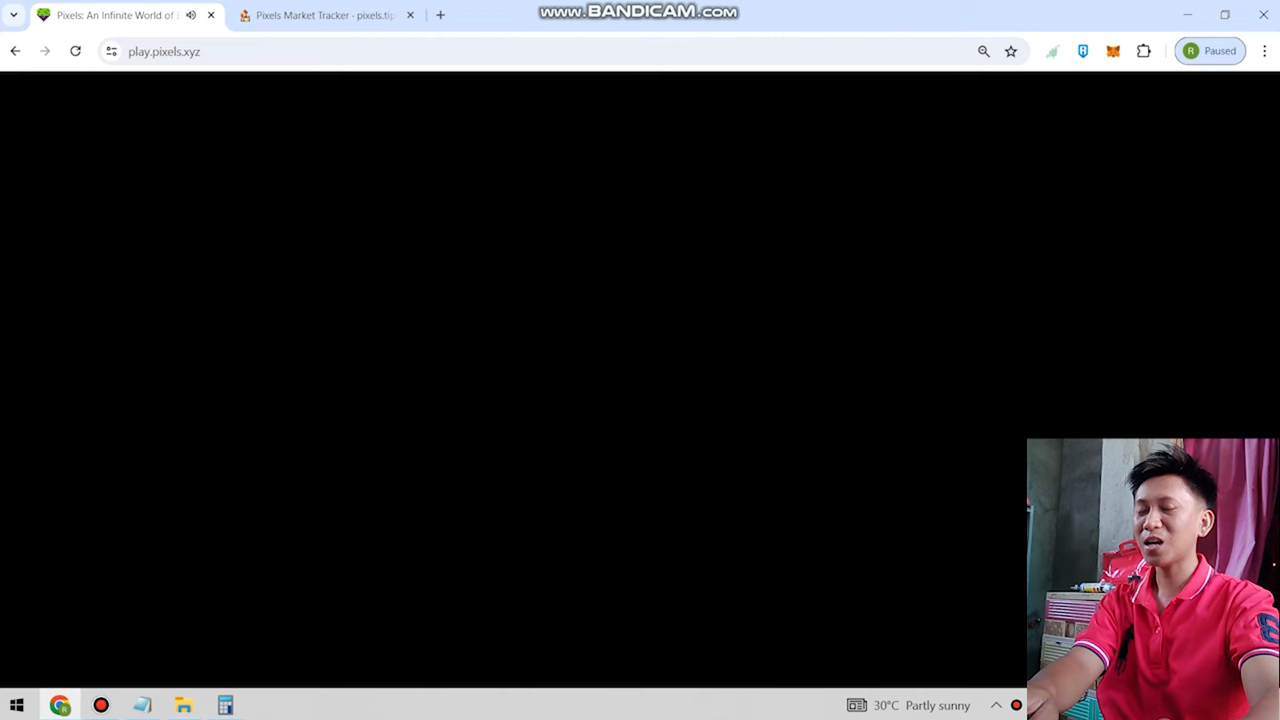 www.BANDICAM.com
Pixels: An Infinite World of
Pixels Market Tracker - pixels.tip
play.pixels.xyz
R
Paused
30°C Partly sunny